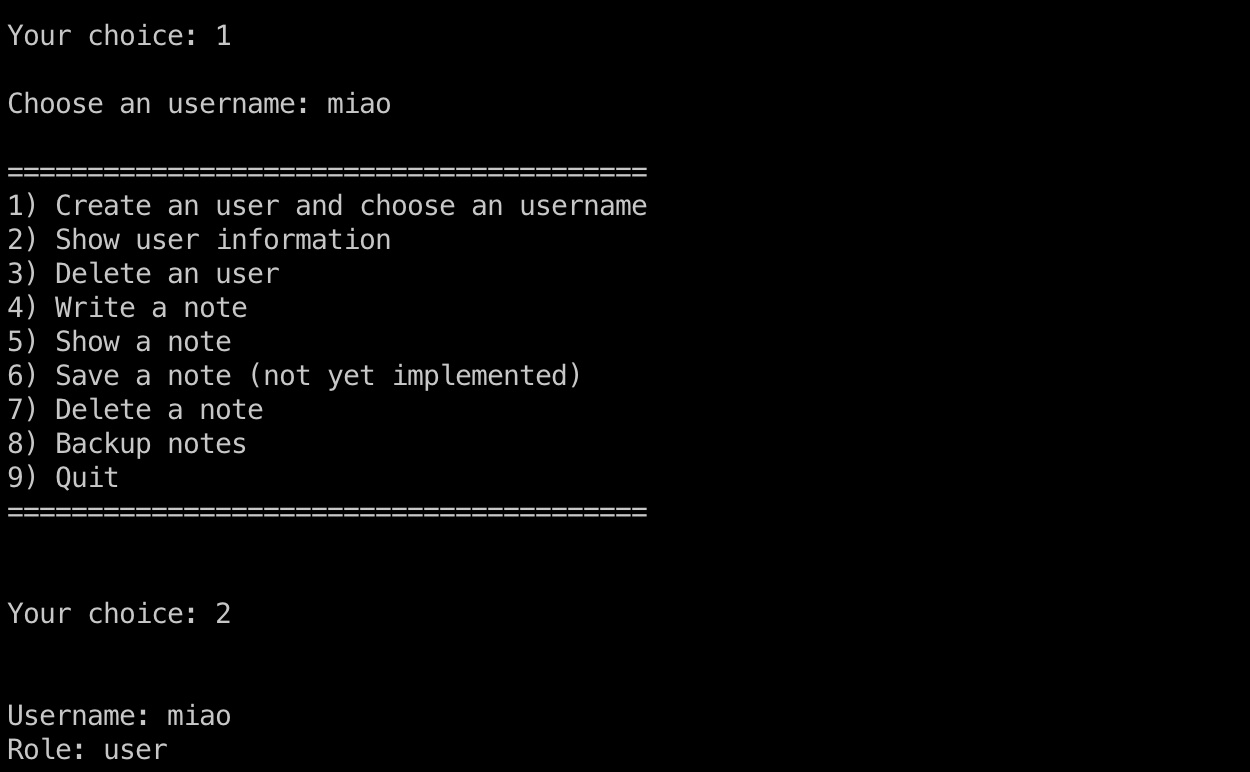 Your choice: 1
Choose an username: miao
========================================
1) Create an user and choose an username
2) Show user information
3) Delete an user
4) Write a note
5) Show a note
6) Save a note (not yet implemented)
7) Delete a note
8) Backup notes
9) Quit
========================================
Your choice: 2
Username: miao
Role: user